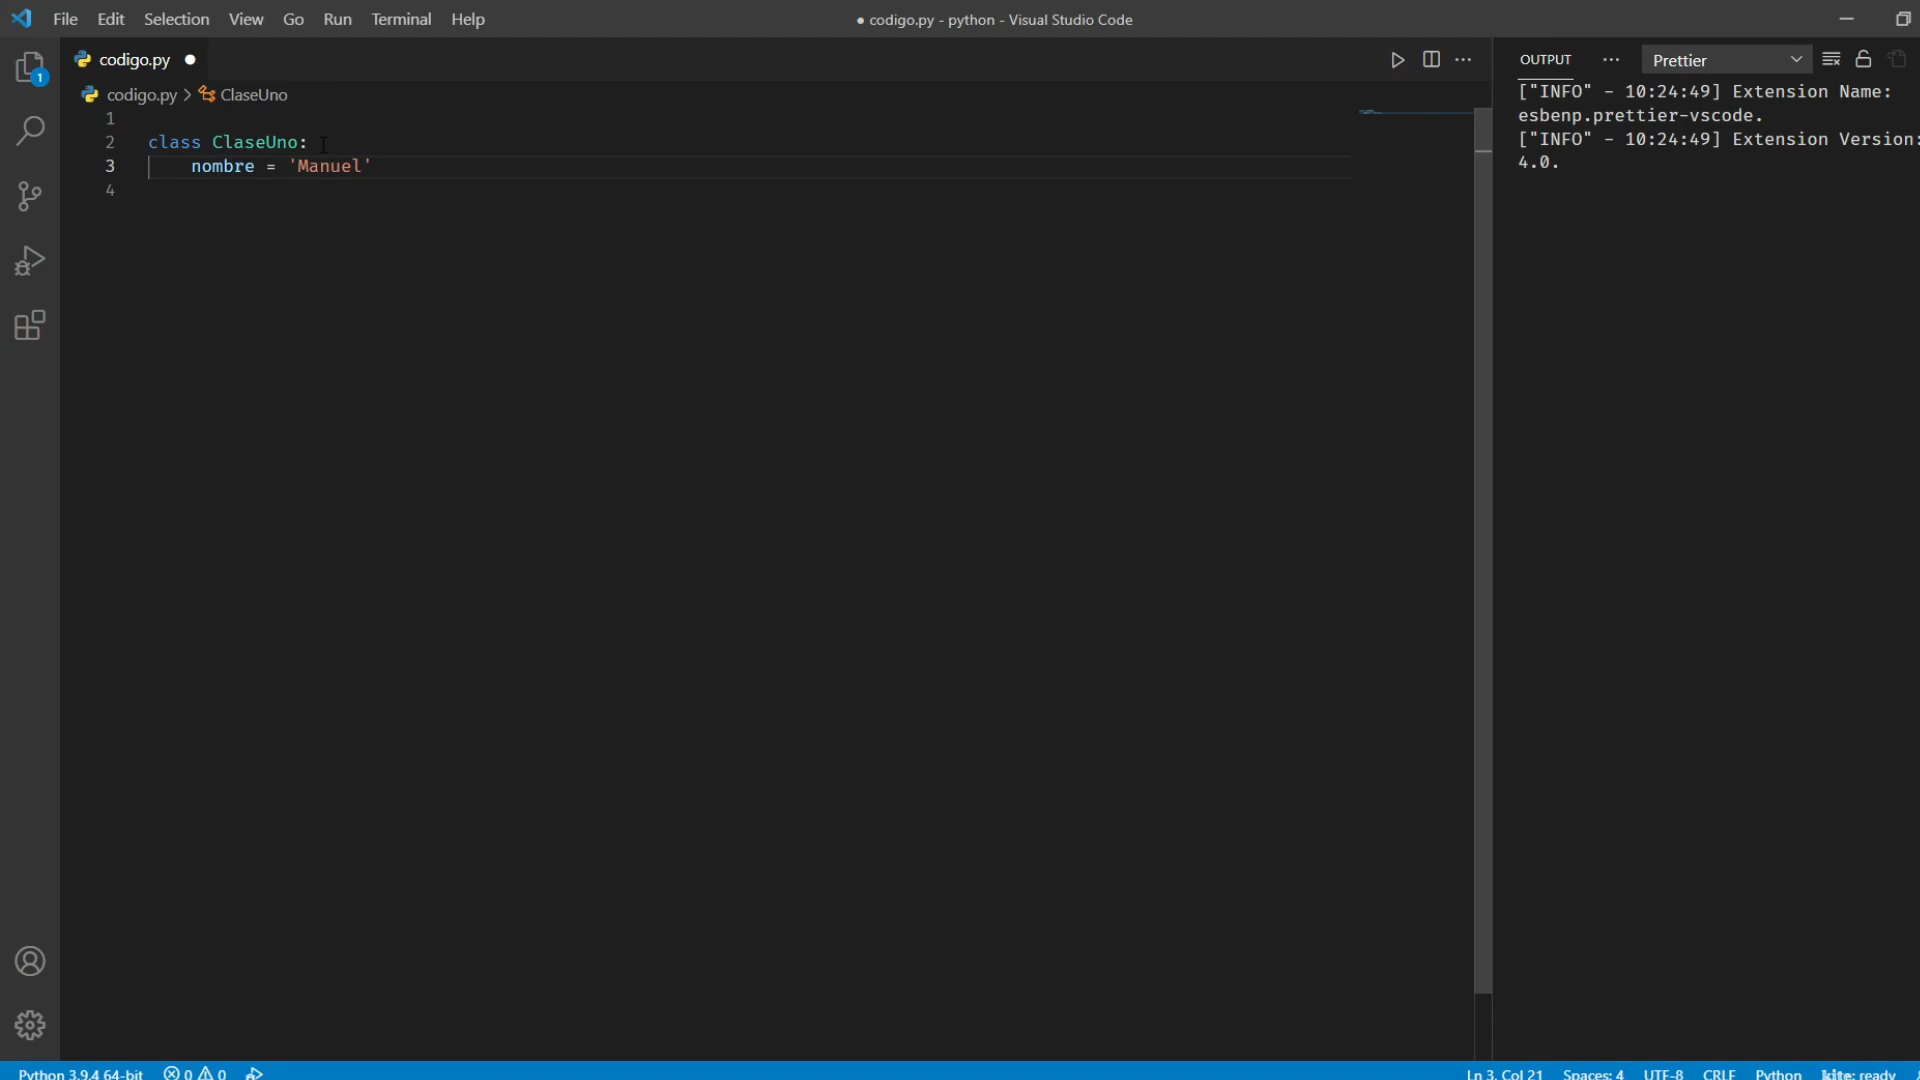 File Edit Selection View Go Run Terminal Help
● codigo.py - python - Visual Studio Code
codigo.py ●
codigo.py > ClaseUno
1
2 class ClaseUno:
3 nombre = 'Manuel'
4
OUTPUT ··· Prettier
["INFO" - 10:24:49] Extension Name:
esbenp.prettier-vscode.
["INFO" - 10:24:49] Extension Version:
4.0.
1
Python 3.9.4 64-bit 0 0
Ln 3, Col 21 Spaces: 4 UTF-8 CRLF Python kite: ready